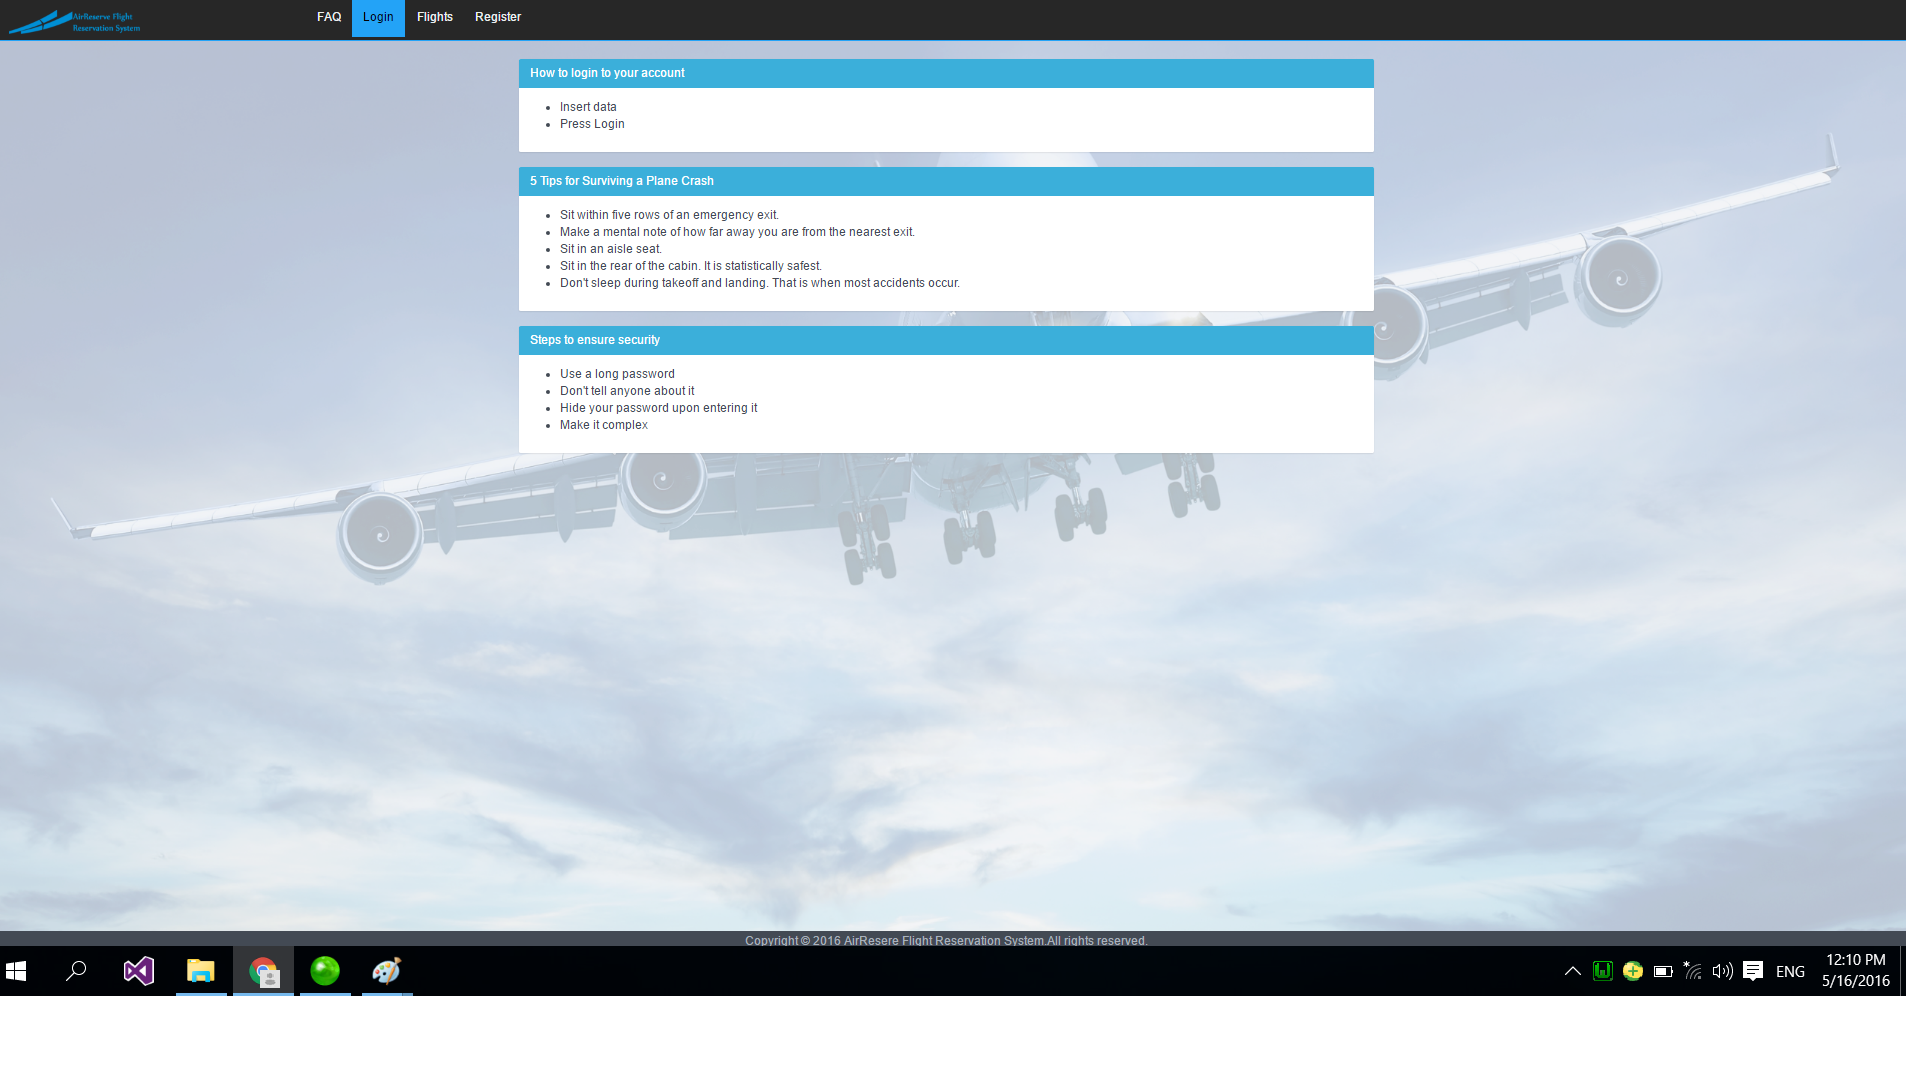 AirReserve Flight
Reservation System
FAQ Login Flights Register
How to login to your account
Insert data
Press Login
5 Tips for Surviving a Plane Crash
Sit within five rows of an emergency exit.
Make a mental note of how far away you are from the nearest exit.
Sit in an aisle seat.
Sit in the rear of the cabin. It is statistically safest.
Don't sleep during takeoff and landing. That is when most accidents occur.
Steps to ensure security
Use a long password
Don't tell anyone about it
Hide your password upon entering it
Make it complex
Copyright © 2016 AirResere Flight Reservation System.All rights reserved.
ENG
12:10 PM
5/16/2016